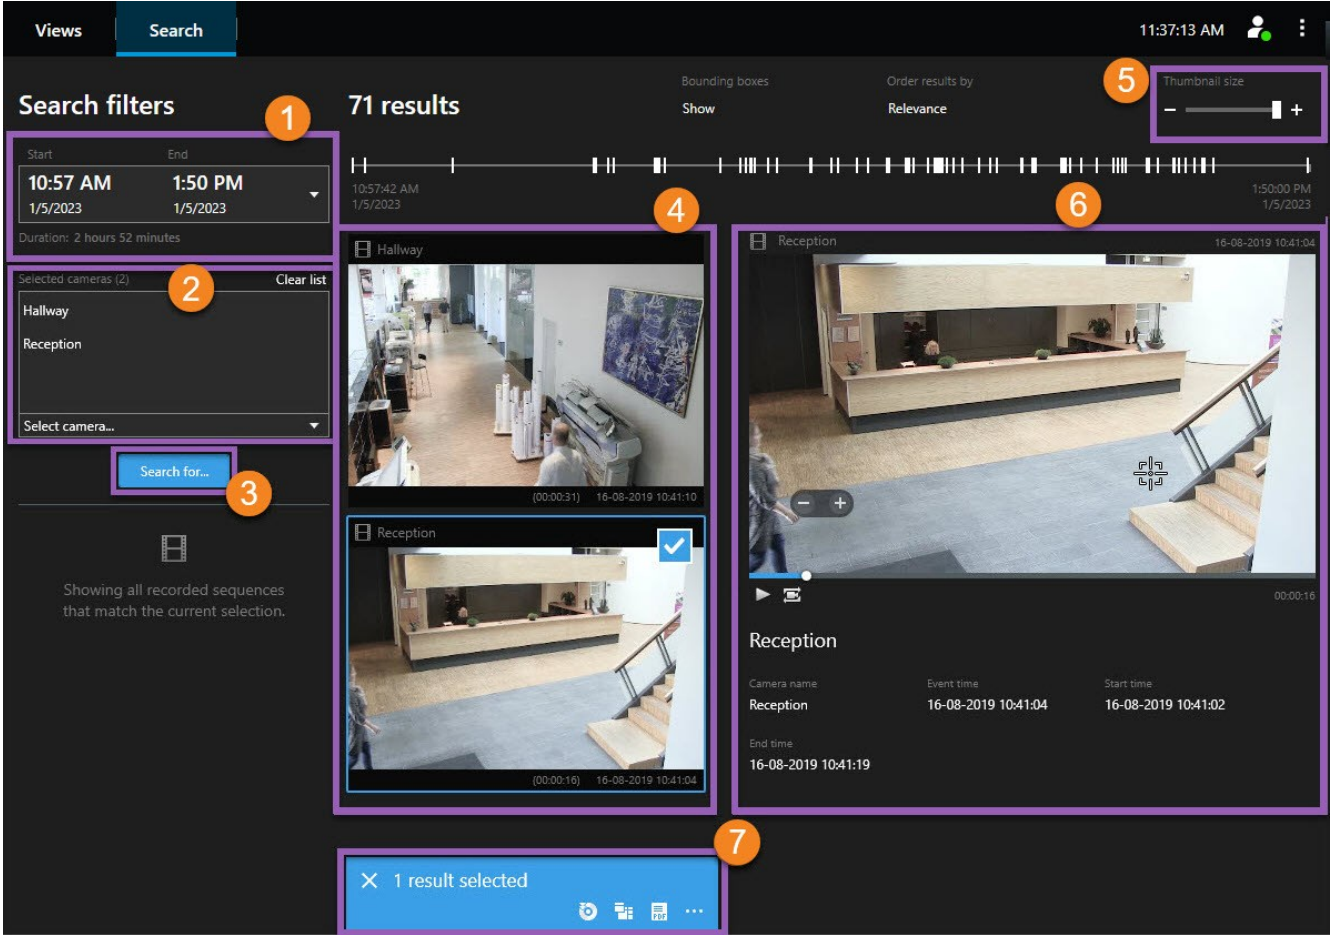 Views Search 11:37:13 AM
Search filters
1
Start End
10:57 AM 1:50 PM
1/5/2023 1/5/2023
Duration: 2 hours 52 minutes
2
Selected cameras (2) Clear list
Hallway
Reception
Select camera...
Search for...
3
Showing all recorded sequences
that match the current selection.
71 results
Bounding boxes
Show
Order results by
Relevance
5
Thumbnail size
10:57:42 AM
1/5/2023
1:50:00 PM
1/5/2023
4
Hallway
(00:00:31) 16-08-2019 10:41:10
Reception
(00:00:16) 16-08-2019 10:41:04
6
Reception 16-08-2019 10:41:04
00:00:16
Reception
Camera name Event time Start time
Reception 16-08-2019 10:41:04 16-08-2019 10:41:02
End time
16-08-2019 10:41:19
7
1 result selected
PDF